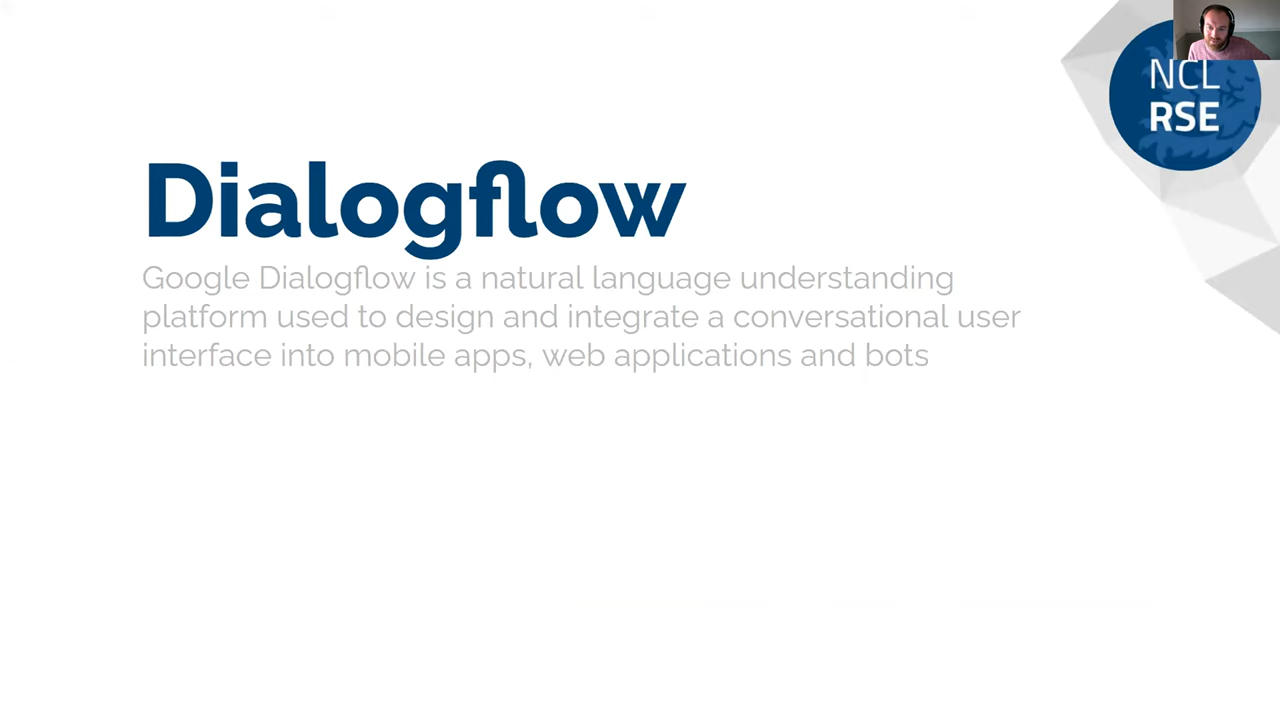 NCL
RSE
Dialogflow
Google Dialogflow is a natural language understanding
platform used to design and integrate a conversational user
interface into mobile apps, web applications and bots